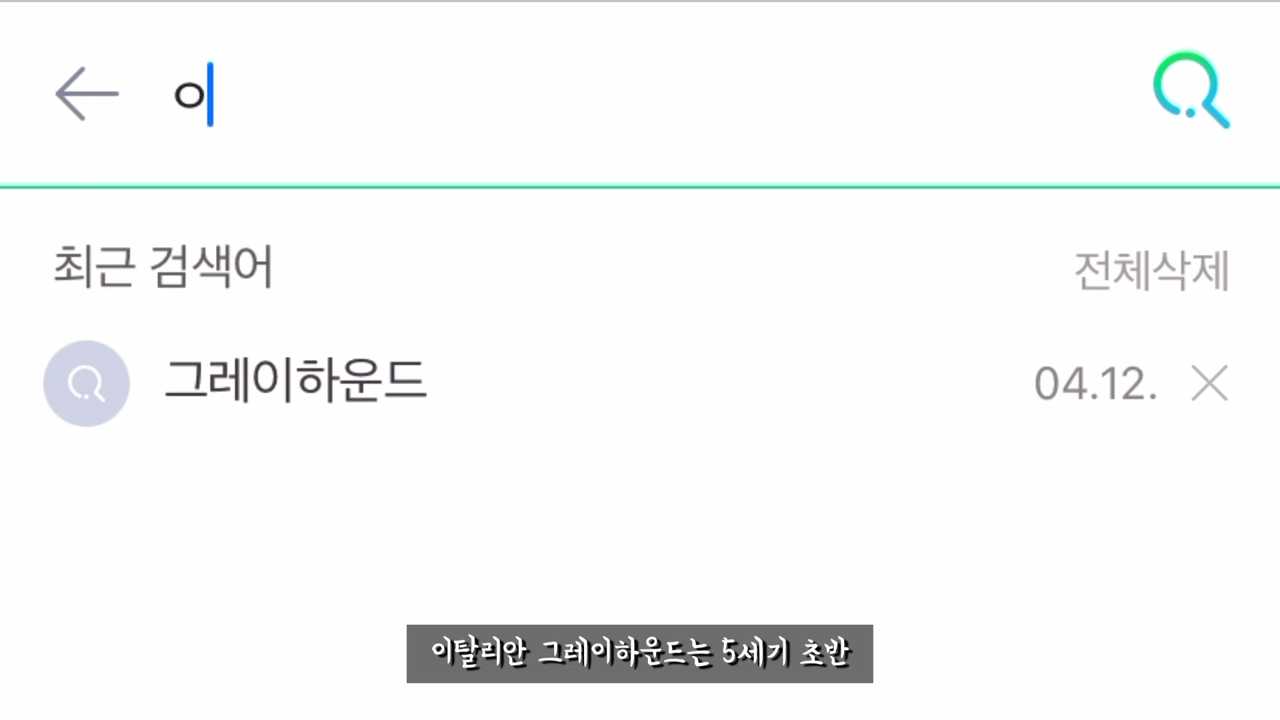 ㅇ
최근 검색어
전체삭제
그레이하운드
04.12.
이탈리안 그레이하운드는 5세기 초반